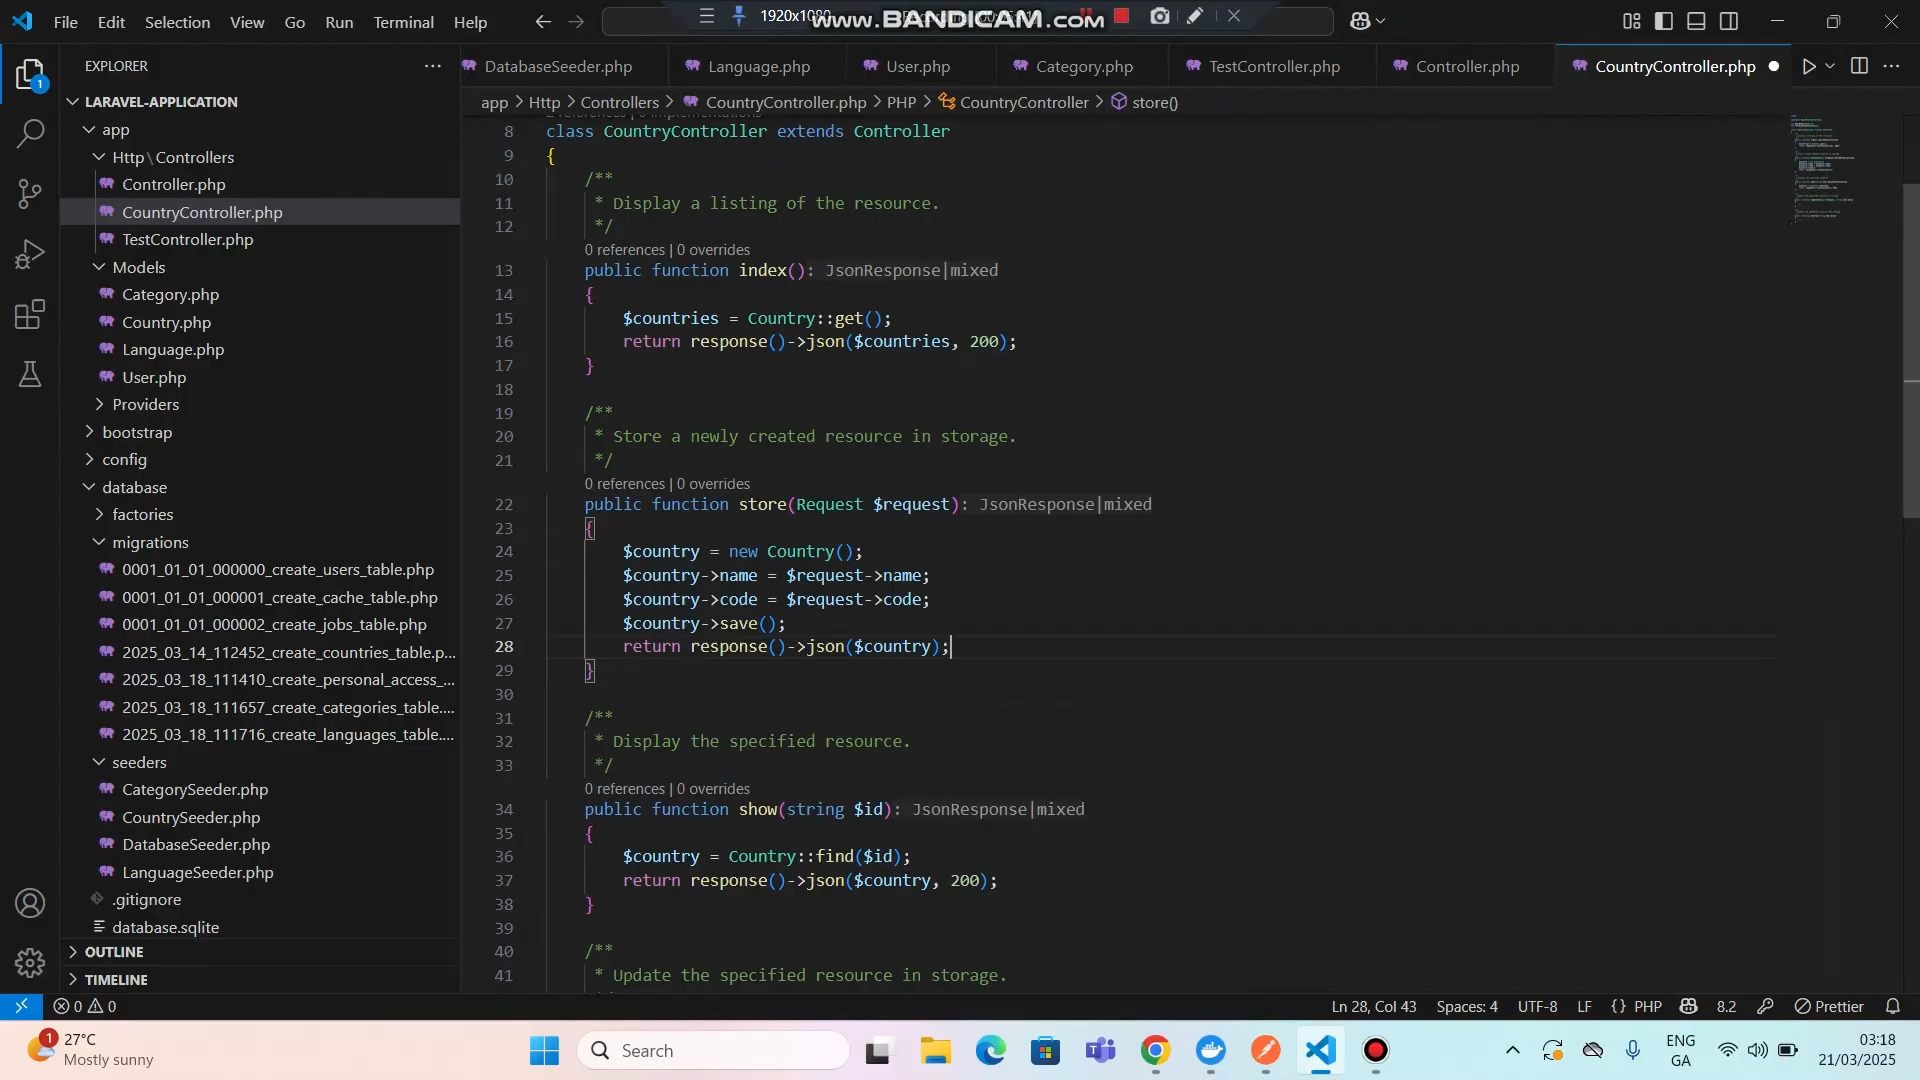 File Edit Selection View Go Run Terminal Help
1920x1080
www.BANDICAM.com
EXPLORER
DatabaseSeeder.php Language.php User.php Category.php TestController.php Controller.php CountryController.php
app > Http > Controllers > CountryController.php > PHP > CountryController > store()
1
LARAVEL-APPLICATION
app
Http\Controllers
Controller.php
CountryController.php
TestController.php
Models
Category.php
Country.php
Language.php
User.php
Providers
bootstrap
config
database
factories
migrations
0001_01_01_000000_create_users_table.php
0001_01_01_000001_create_cache_table.php
0001_01_01_000002_create_jobs_table.php
2025_03_14_112452_create_countries_table.p...
2025_03_18_111410_create_personal_access_...
2025_03_18_111657_create_categories_table....
2025_03_18_111716_create_languages_table....
seeders
CategorySeeder.php
CountrySeeder.php
DatabaseSeeder.php
LanguageSeeder.php
.gitignore
database.sqlite
OUTLINE
TIMELINE
8 class CountryController extends Controller
9 {
10 /**
11 * Display a listing of the resource.
12 */
0 references | 0 overrides
13 public function index(): JsonResponse|mixed
14 {
15 $countries = Country::get();
16 return response()->json($countries, 200);
17 }
18
19 /**
20 * Store a newly created resource in storage.
21 */
0 references | 0 overrides
22 public function store(Request $request): JsonResponse|mixed
23 {
24 $country = new Country();
25 $country->name = $request->name;
26 $country->code = $request->code;
27 $country->save();
28 return response()->json($country);
29 }
30
31 /**
32 * Display the specified resource.
33 */
0 references | 0 overrides
34 public function show(string $id): JsonResponse|mixed
35 {
36 $country = Country::find($id);
37 return response()->json($country, 200);
38 }
39
40 /**
41 * Update the specified resource in storage.
0 0
Ln 28, Col 43 Spaces: 4 UTF-8 LF {} PHP 8.2 Prettier
1
27°C
Mostly sunny
Search
ENG
GA
03:18
21/03/2025